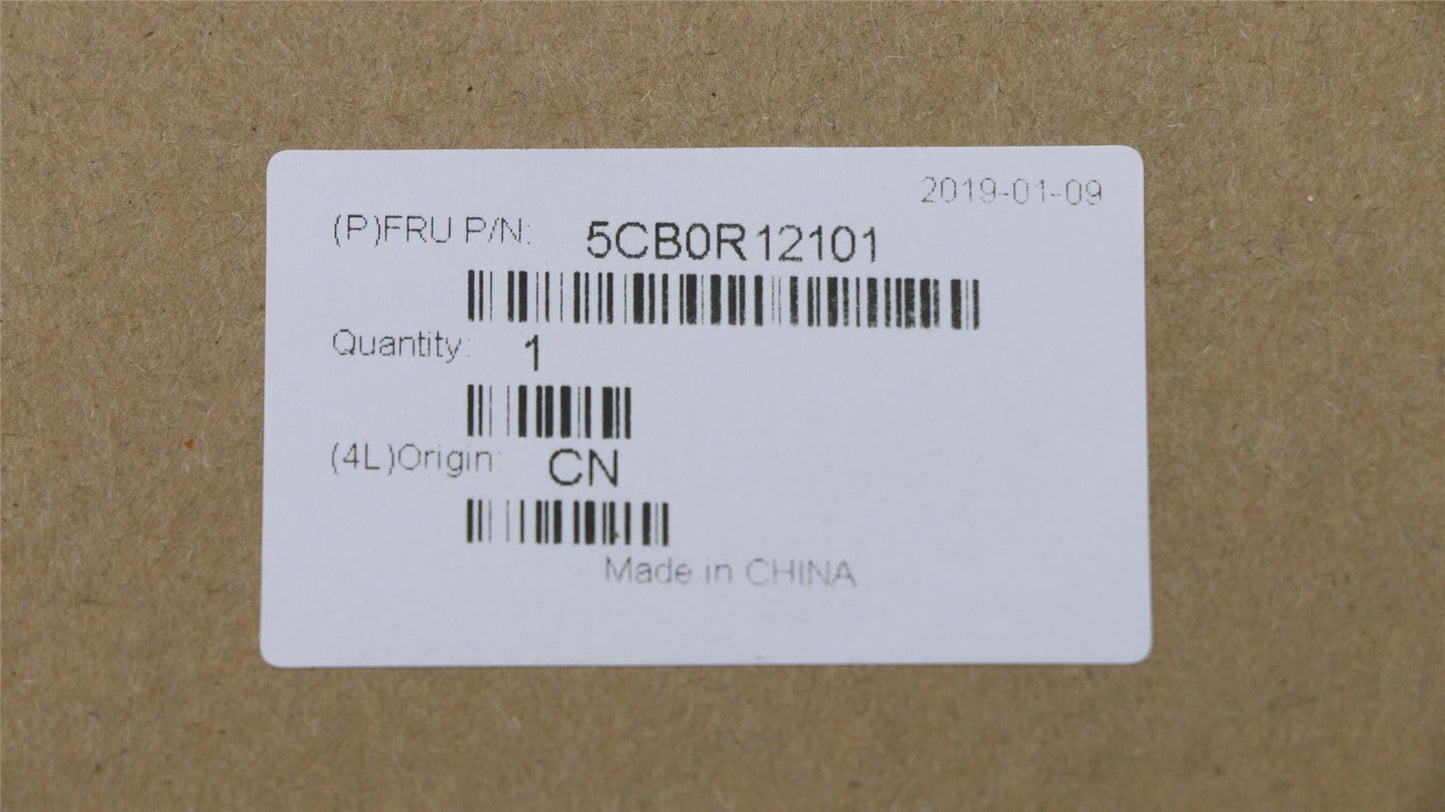 2019-01-09
(P)FRU P/N: 5CB0R12101
Quantity: 1
(4L)Origin: CN
Made in CHINA